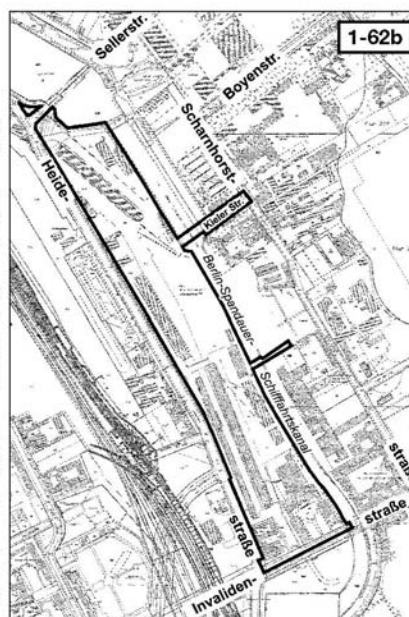 1-62b
Sellerstr.
Boyenstr.
Scharnhorst-
Heide-
Kieler Str.
Berlin-Spandauer-
Schifffahrtskanal
straße
straße
straße
Invaliden-